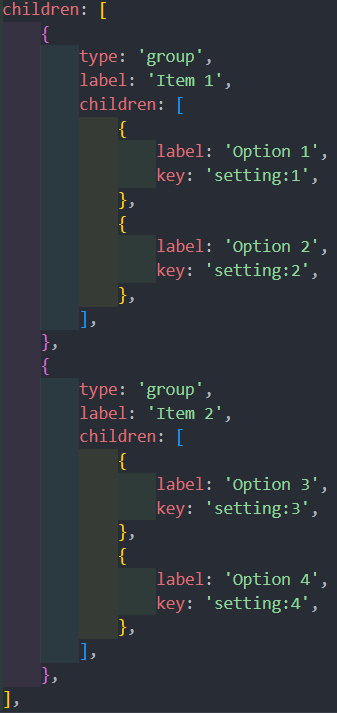 children: [
    {
        type: 'group',
        label: 'Item 1',
        children: [
            {
                label: 'Option 1',
                key: 'setting:1',
            },
            {
                label: 'Option 2',
                key: 'setting:2',
            },
        ],
    },
    {
        type: 'group',
        label: 'Item 2',
        children: [
            {
                label: 'Option 3',
                key: 'setting:3',
            },
            {
                label: 'Option 4',
                key: 'setting:4',
            },
        ],
    },
],